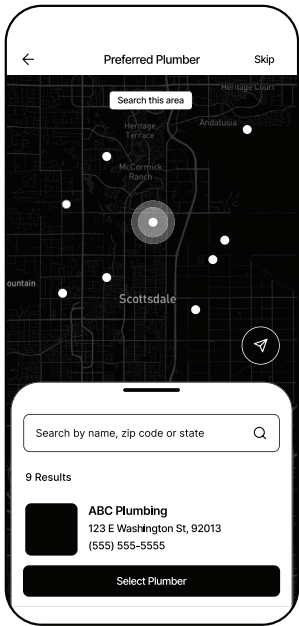 Preferred Plumber
Skip
Search this area
Heritage Court
Andalusia
Heritage
Terrace
McCormick
Ranch
ountain
Scottsdale
Search by name, zip code or state
9 Results
ABC Plumbing
123 E Washington St, 92013
(555) 555-5555
Select Plumber